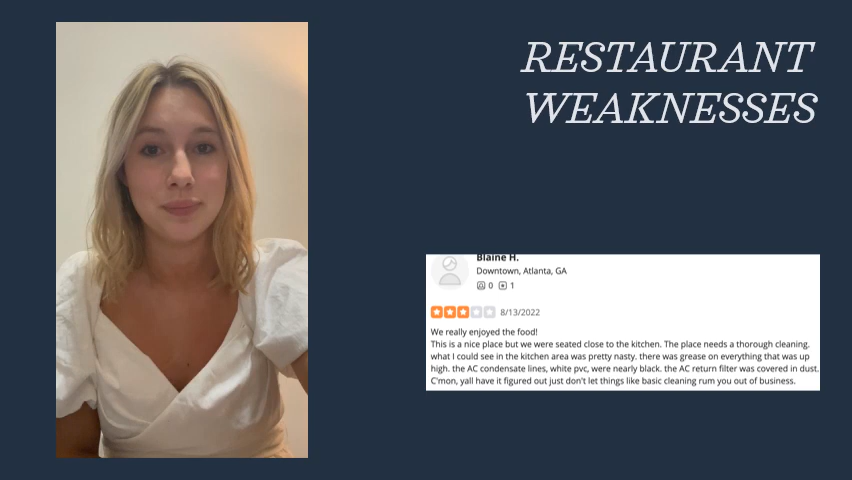 RESTAURANT
WEAKNESSES
Blaine H.
Downtown, Atlanta, GA
0 1
8/13/2022
We really enjoyed the food!
This is a nice place but we were seated close to the kitchen. The place needs a thorough cleaning.
what I could see in the kitchen area was pretty nasty. there was grease on everything that was up
high. the AC condensate lines, white pvc, were nearly black. the AC return filter was covered in dust.
C'mon, yall have it figured out just don't let things like basic cleaning rum you out of business.